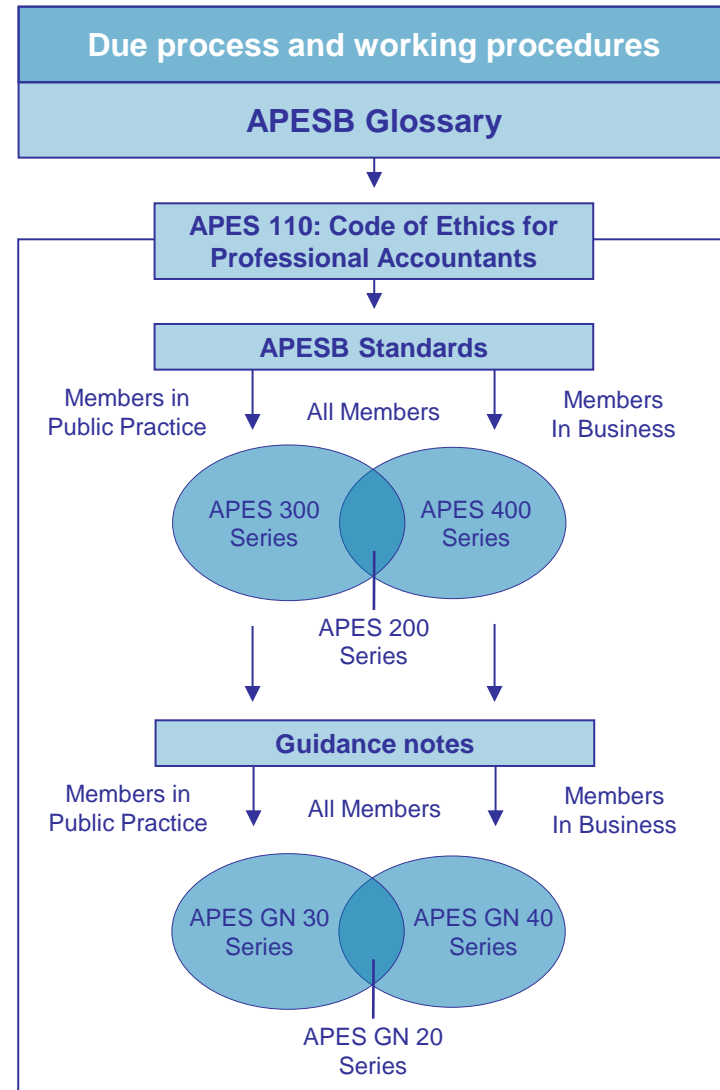 Due process and working procedures
APESB Glossary
APES 110: Code of Ethics for
Professional Accountants
APESB Standards
Members in
Public Practice
All Members
Members
In Business
APES 300
Series
APES 400
Series
APES 200
Series
Guidance notes
Members in
Public Practice
All Members
Members
In Business
APES GN 30
Series
APES GN 40
Series
APES GN 20
Series